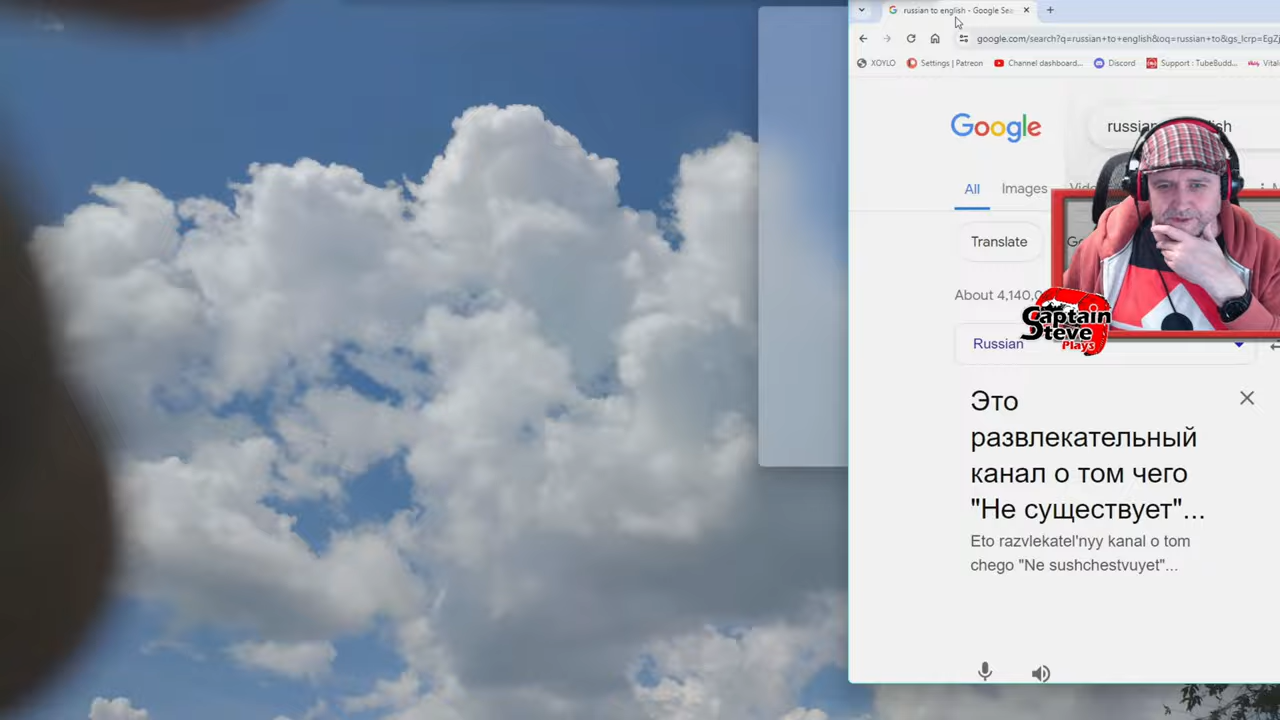 russian to english - Google Sea
google.com/search?q=russian+to+english&oq=russian+to&gs_lcrp=EgZj
XOYLO
Settings | Patreon
Channel dashboard...
Discord
Support : TubeBudd...
Google
All
Images
Translate
About 4,140,0
Captain
Steve
Plays
Russian
Это
развлекательный
канал о том чего
"Не существует"...
Eto razvlekatel'nyy kanal o tom
chego "Ne sushchestvuyet"...